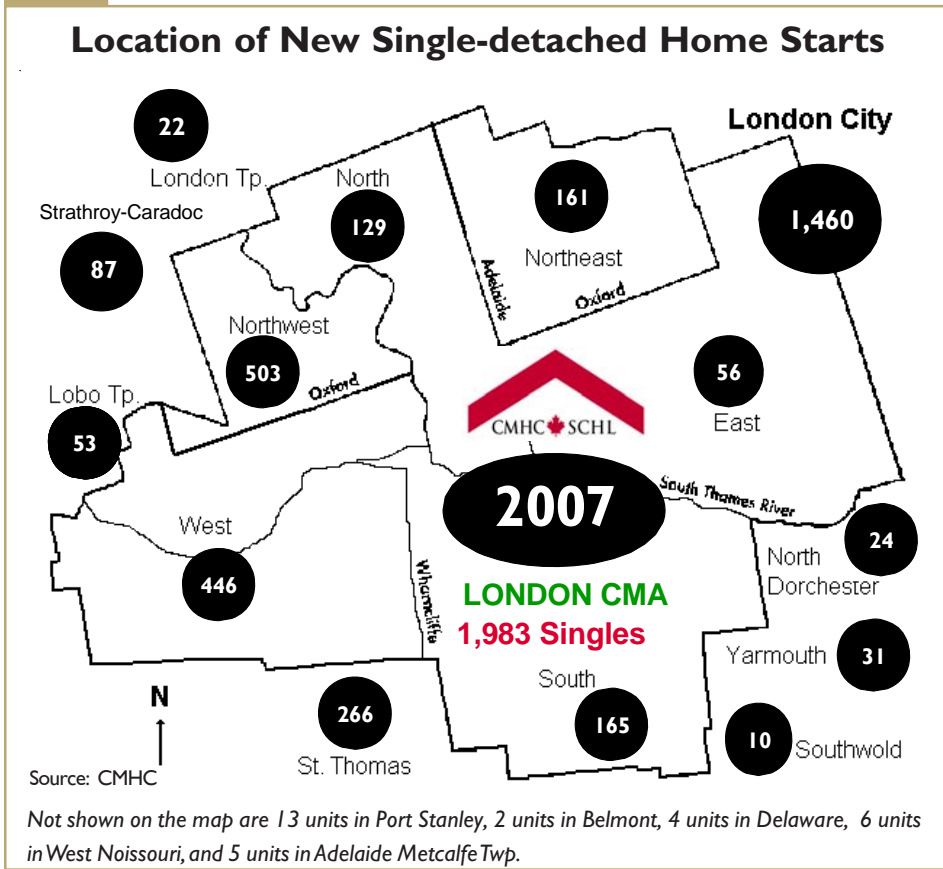 Location of New Single-detached Home Starts
22
London Tp.
Strathroy-Caradoc
87
North
129
161
Northeast
London City
1,460
Adelaide
Oxford
Northwest
503
Oxford
Lobo Tp.
53
CMHC SCHL
56
East
2007
South Thames River
West
446
Wharncliffe
LONDON CMA
1,983 Singles
24
North
Dorchester
Yarmouth
31
South
165
10
Southwold
N
266
St. Thomas
Source: CMHC
Not shown on the map are 13 units in Port Stanley, 2 units in Belmont, 4 units in Delaware, 6 units
in West Noissouri, and 5 units in Adelaide Metcalfe Twp.